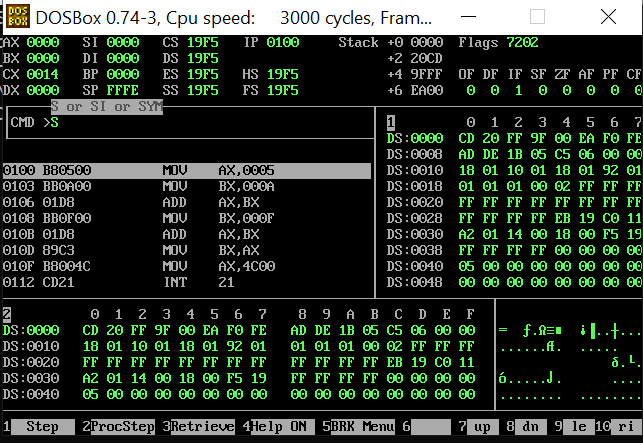 DOSBox 0.74-3, Cpu speed: 3000 cycles, Fram...
AX 0000 SI 0000 CS 19F5 IP 0100 Stack +0 0000 Flags 7202
BX 0000 DI 0000 DS 19F5 +2 20CD
CX 0014 BP 0000 ES 19F5 HS 19F5 +4 9FFF OF DF IF SF ZF AF PF CF
DX 0000 SP FFFE SS 19F5 FS 19F5 +6 EA00 0 0 1 0 0 0 0 0
S or SI or SYM
CMD >S
1 0 1 2 3 4 5 6 7
DS:0000 CD 20 FF 9F 00 EA F0 FE
DS:0008 AD DE 1B 05 C5 06 00 00
0100 B80500 MOV AX,0005 DS:0010 18 01 10 01 18 01 92 01
0103 BB0A00 MOV BX,000A DS:0018 01 01 01 00 02 FF FF FF
0106 01D8 ADD AX,BX DS:0020 FF FF FF FF FF FF FF FF
0108 BB0F00 MOV BX,000F DS:0028 FF FF FF FF EB 19 C0 11
010B 01D8 ADD AX,BX DS:0030 A2 01 14 00 18 00 F5 19
010D 89C3 MOV BX,AX DS:0038 FF FF FF FF 00 00 00 00
010F B8004C MOV AX,4C00 DS:0040 05 00 00 00 00 00 00 00
0112 CD21 INT 21 DS:0048 00 00 00 00 00 00 00 00
2 0 1 2 3 4 5 6 7 8 9 A B C D E F
DS:0000 CD 20 FF 9F 00 EA F0 FE AD DE 1B 05 C5 06 00 00
DS:0010 18 01 10 01 18 01 92 01 01 01 01 00 02 FF FF FF
DS:0020 FF FF FF FF FF FF FF FF FF FF FF FF EB 19 C0 11
DS:0030 A2 01 14 00 18 00 F5 19 FF FF FF FF 00 00 00 00
DS:0040 05 00 00 00 00 00 00 00 00 00 00 00 00 00 00 00
1 Step 2ProcStep 3Retrieve 4Help ON 5BRK Menu 6 7 up 8 dn 9 le 10 ri